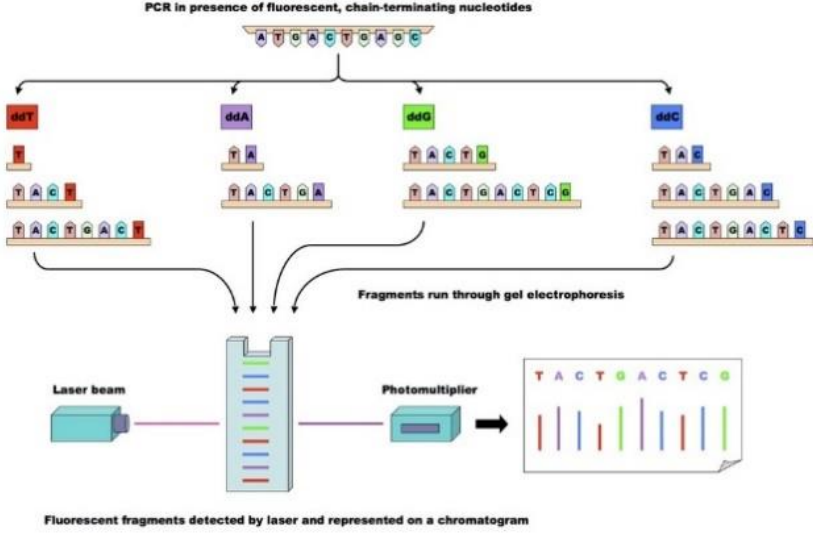 PCR in presence of fluorescent, chain-terminating nucleotides
A T G A C T G A G C
ddT ddA ddG ddC
T T A T A C T G T A C
T A C T T A C T G A T A C T G A C T C G T A C T G A C
T A C T G A C T T A C T G A C T C
Fragments run through gel electrophoresis
Laser beam Photomultiplier
T A C T G A C T C G
Fluorescent fragments detected by laser and represented on a chromatogram